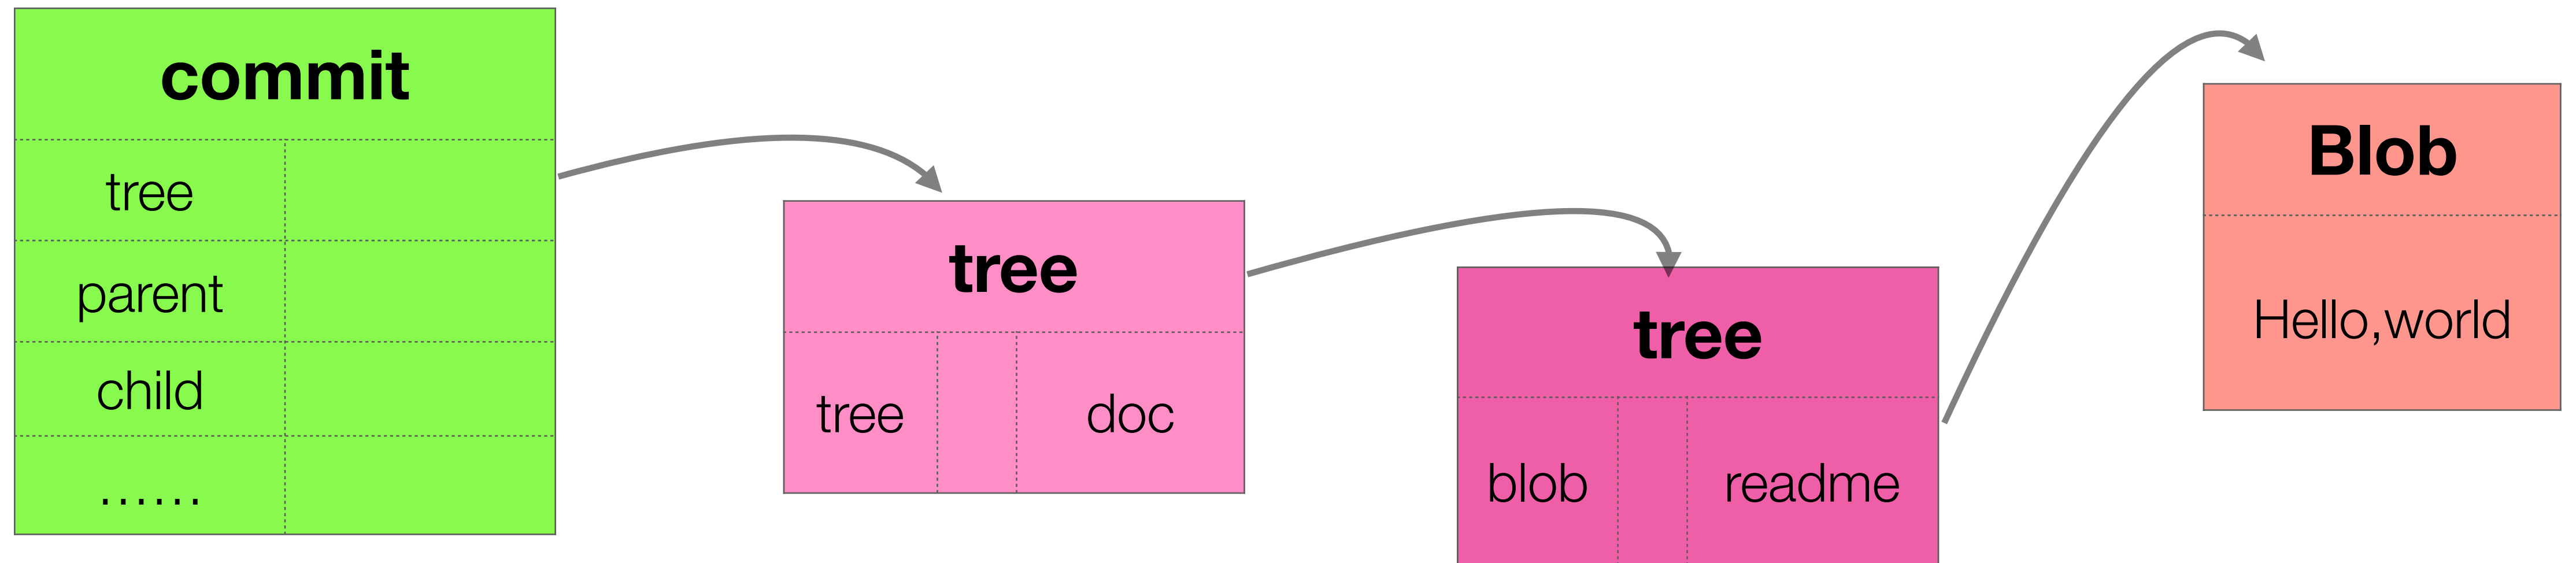 commit
tree
parent
child
......
tree
tree doc
tree
blob readme
Blob
Hello,world